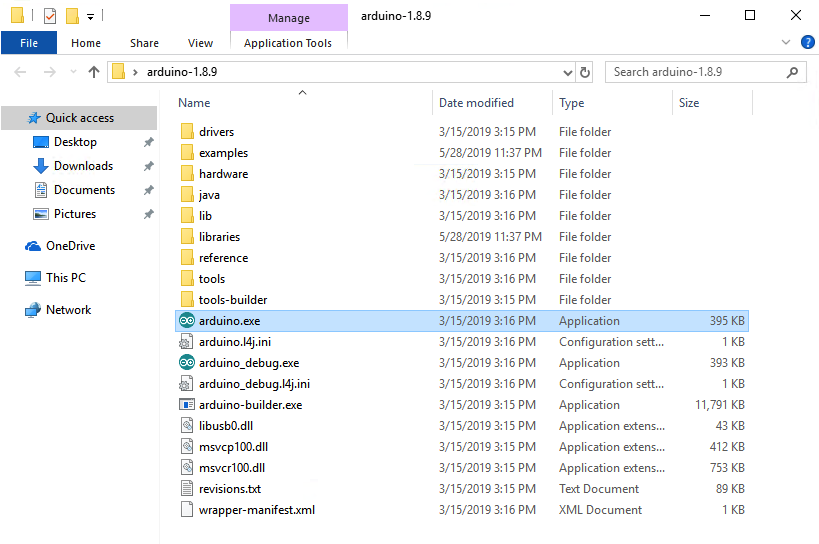 Manage arduino-1.8.9
File Home Share View Application Tools
arduino-1.8.9 Search arduino-1.8.9
Quick access
Desktop
Downloads
Documents
Pictures
OneDrive
This PC
Network
Name Date modified Type Size
drivers 3/15/2019 3:15 PM File folder
examples 5/28/2019 11:37 PM File folder
hardware 3/15/2019 3:15 PM File folder
java 3/15/2019 3:16 PM File folder
lib 3/15/2019 3:16 PM File folder
libraries 5/28/2019 11:37 PM File folder
reference 3/15/2019 3:16 PM File folder
tools 3/15/2019 3:16 PM File folder
tools-builder 3/15/2019 3:15 PM File folder
arduino.exe 3/15/2019 3:16 PM Application 395 KB
arduino.l4j.ini 3/15/2019 3:16 PM Configuration sett... 1 KB
arduino_debug.exe 3/15/2019 3:16 PM Application 393 KB
arduino_debug.l4j.ini 3/15/2019 3:16 PM Configuration sett... 1 KB
arduino-builder.exe 3/15/2019 3:15 PM Application 11,791 KB
libusb0.dll 3/15/2019 3:15 PM Application extens... 43 KB
msvcp100.dll 3/15/2019 3:15 PM Application extens... 412 KB
msvcr100.dll 3/15/2019 3:15 PM Application extens... 753 KB
revisions.txt 3/15/2019 3:15 PM Text Document 89 KB
wrapper-manifest.xml 3/15/2019 3:16 PM XML Document 1 KB